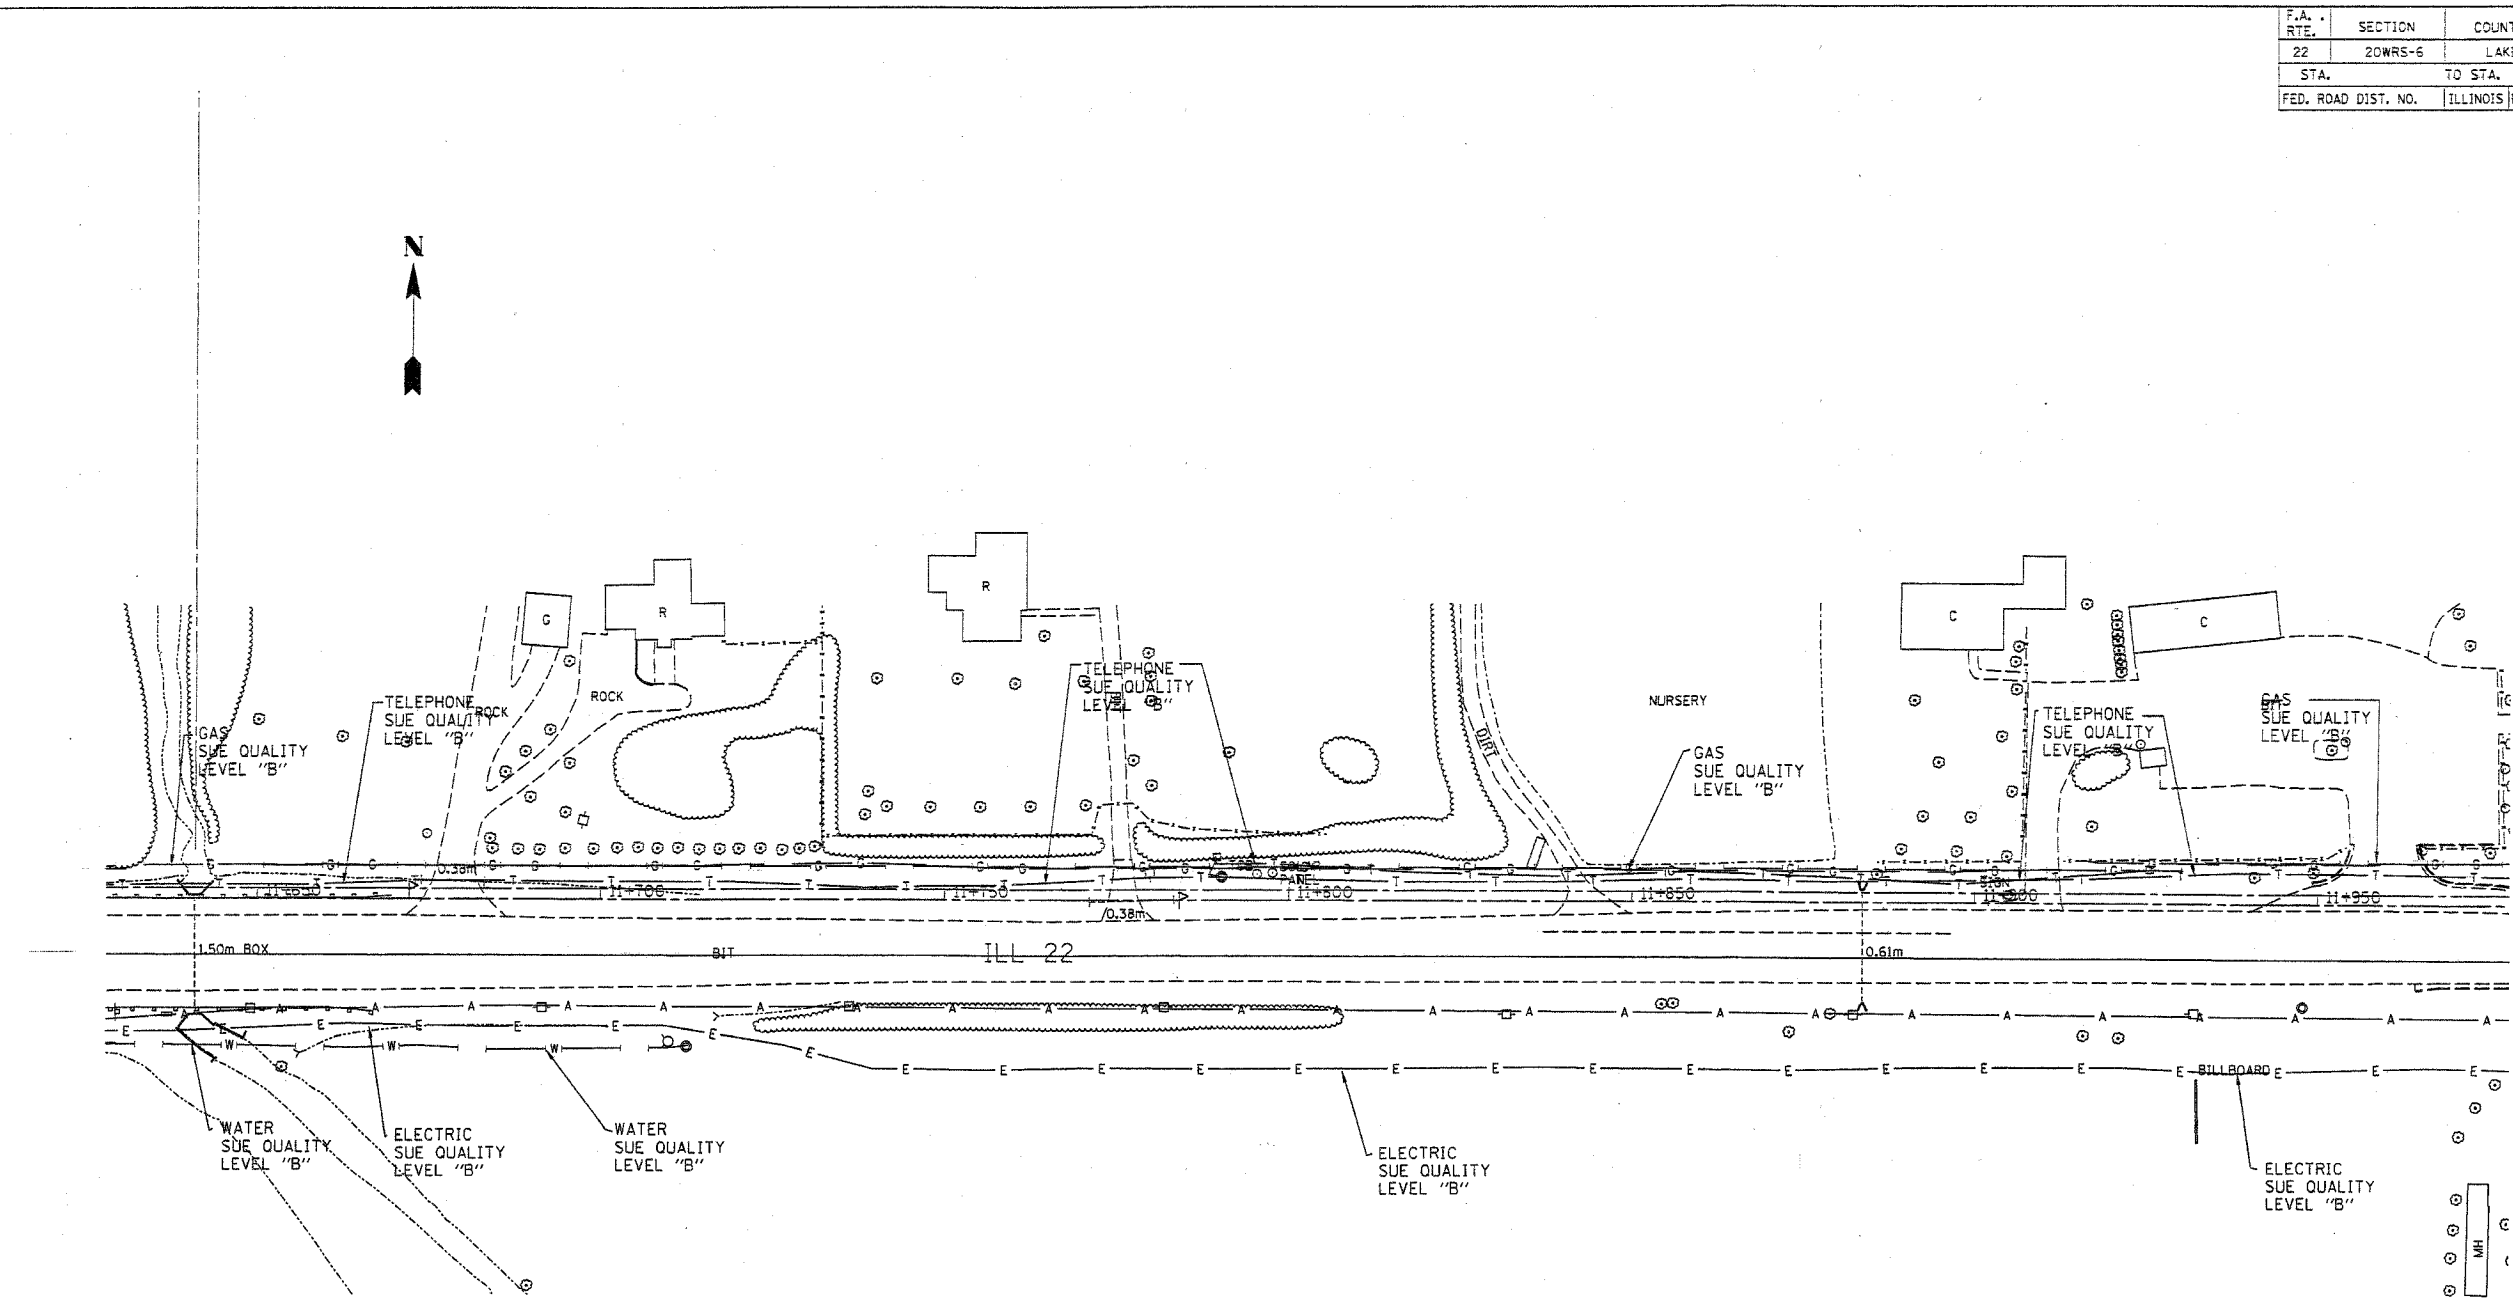 F.A. RTE. SECTION
22 20WRS-6
STA. TO STA.
FED. ROAD DIST. NO. ILLINOIS
N
G
R
R
C
C
ROCK
ROCK
TELEPHONE
SUE QUALITY
LEVEL "B"
GAS
SUE QUALITY
LEVEL "B"
TELEPHONE
SUE QUALITY
LEVEL "B"
DIRT
NURSERY
GAS
SUE QUALITY
LEVEL "B"
TELEPHONE
SUE QUALITY
LEVEL "B"
GAS
SUE QUALITY
LEVEL "B"
0.38m
11+650
11+700
11+750
11+800
11+850
SIGN
11+900
11+950
0.38m
1.50m BOX
BIT
ILL 22
0.61m
A A A A A A A A A A A A A A A A A A A A A A A A
E E E E E E E E E E E E E E E E E E E E E E E E
W W W
BILLBOARD
WATER
SUE QUALITY
LEVEL "B"
ELECTRIC
SUE QUALITY
LEVEL "B"
WATER
SUE QUALITY
LEVEL "B"
ELECTRIC
SUE QUALITY
LEVEL "B"
ELECTRIC
SUE QUALITY
LEVEL "B"
MH